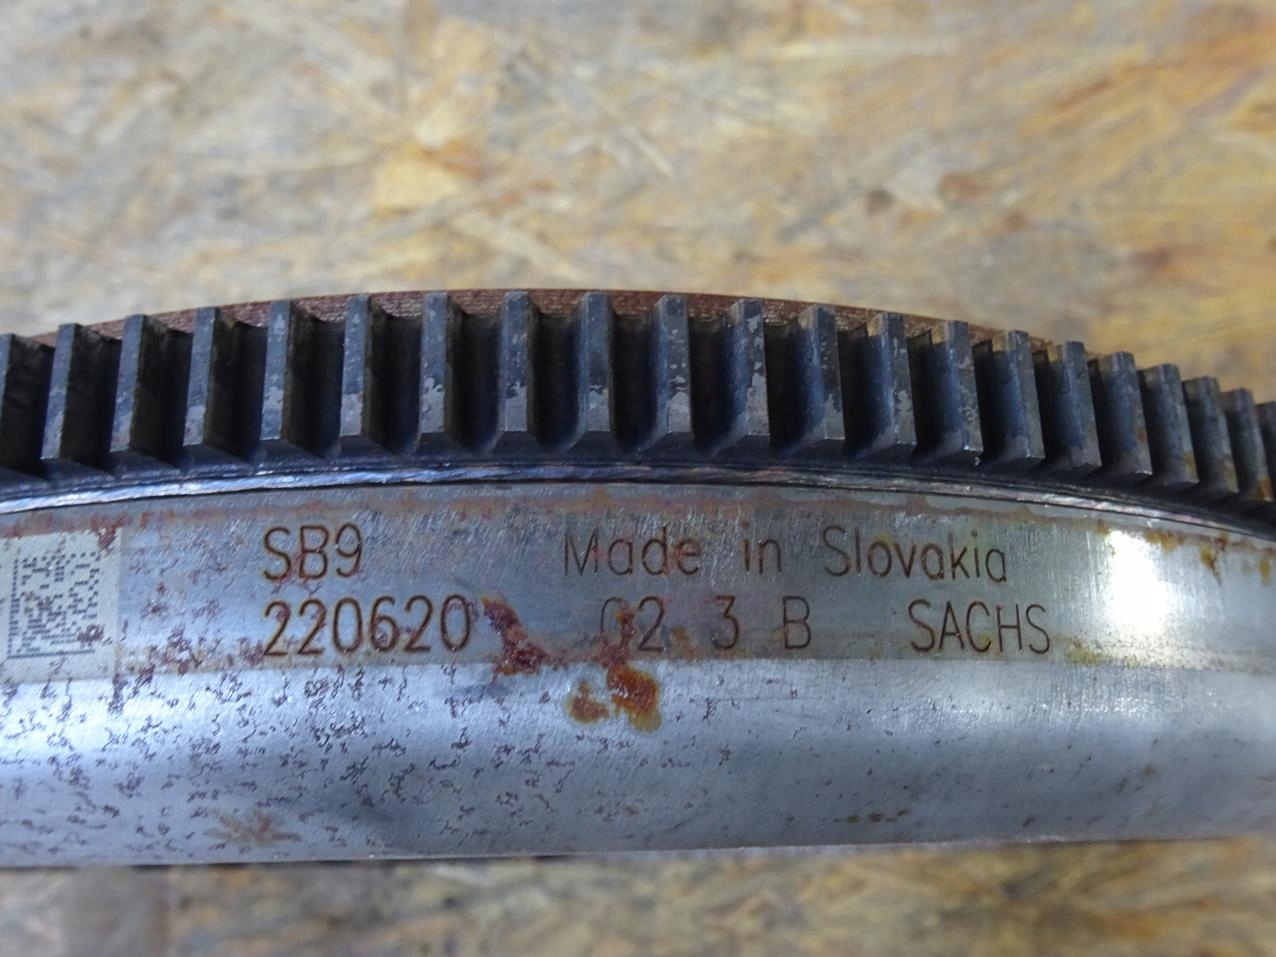 SB9 Made in Slovakia
220620 02 3 B SACHS